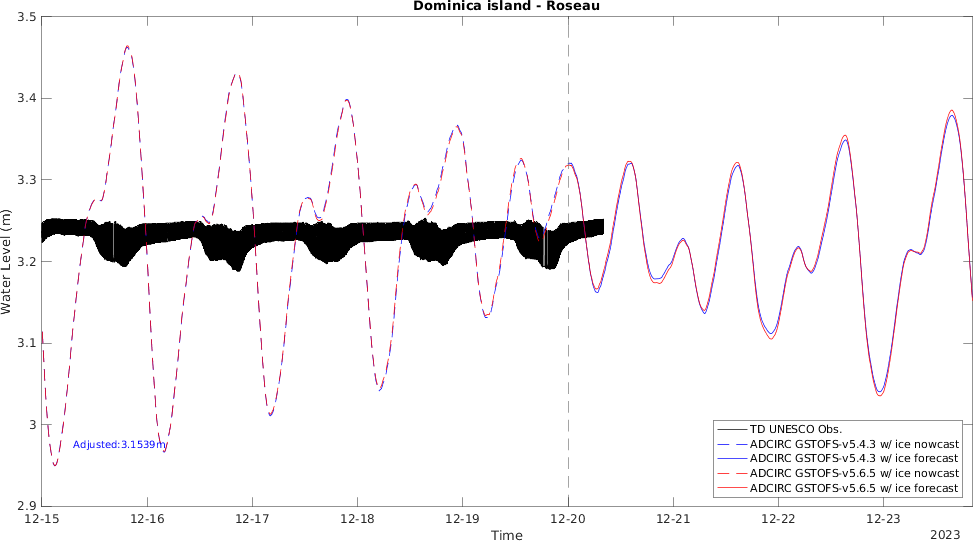 Dominica island - Roseau
3.5
3.4
3.3
3.2
3.1
3
2.9
Water Level (m)
Adjusted:3.1539m
TD UNESCO Obs.
ADCIRC GSTOFS-v5.4.3 w/ ice nowcast
ADCIRC GSTOFS-v5.4.3 w/ ice forecast
ADCIRC GSTOFS-v5.6.5 w/ ice nowcast
ADCIRC GSTOFS-v5.6.5 w/ ice forecast
12-15 12-16 12-17 12-18 12-19 12-20 12-21 12-22 12-23
Time
2023